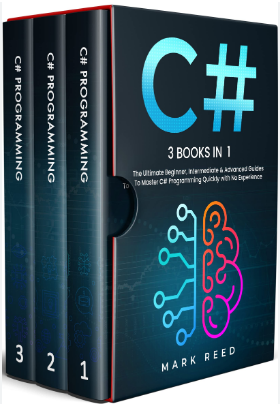 C#
3 BOOKS IN 1
The Ultimate Beginner, Intermediate & Advanced Guides
To Master C# Programming Quickly with No Experience
MARK REED
C# PROGRAMMING
3
C# PROGRAMMING
2
C# PROGRAMMING
1